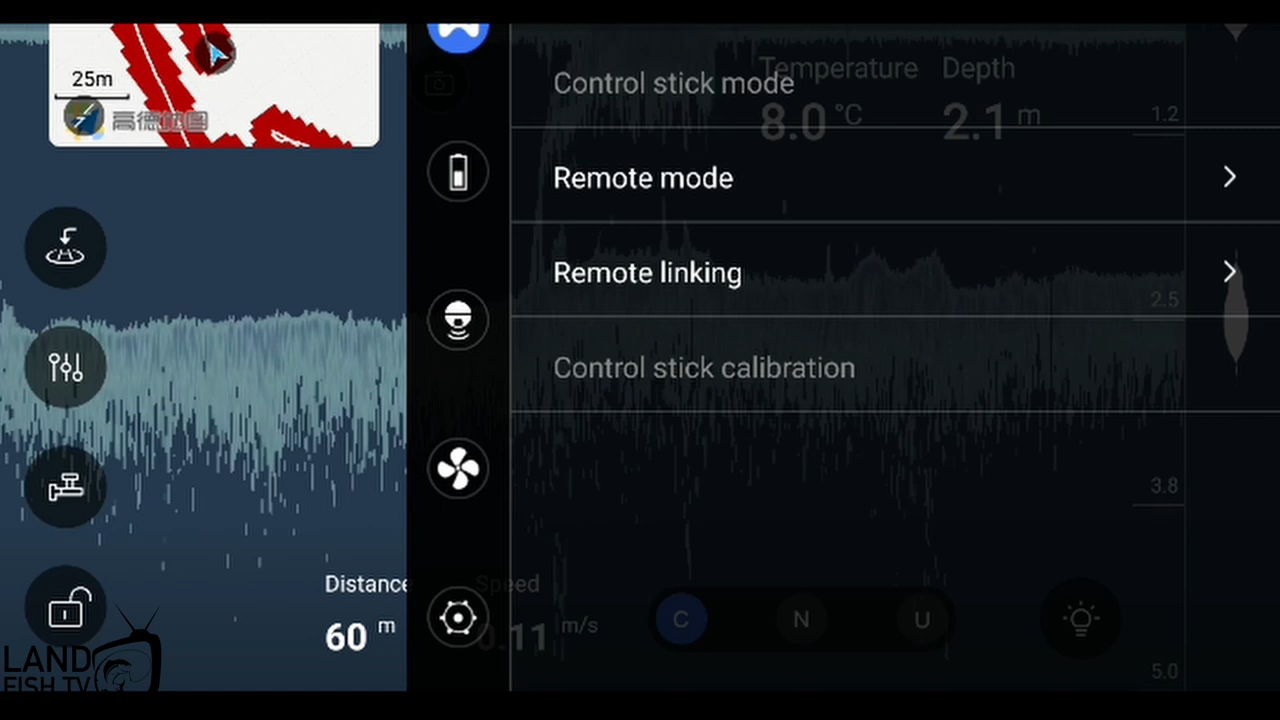 25m
高德地图
Control stick mode
Temperature
Depth
8.0 °C
2.1 m
1.2
Remote mode
Remote linking
2.5
Control stick calibration
3.8
Distance
Speed
60 m
0.11 m/s
C
N
U
5.0
LAND
FISH.TV